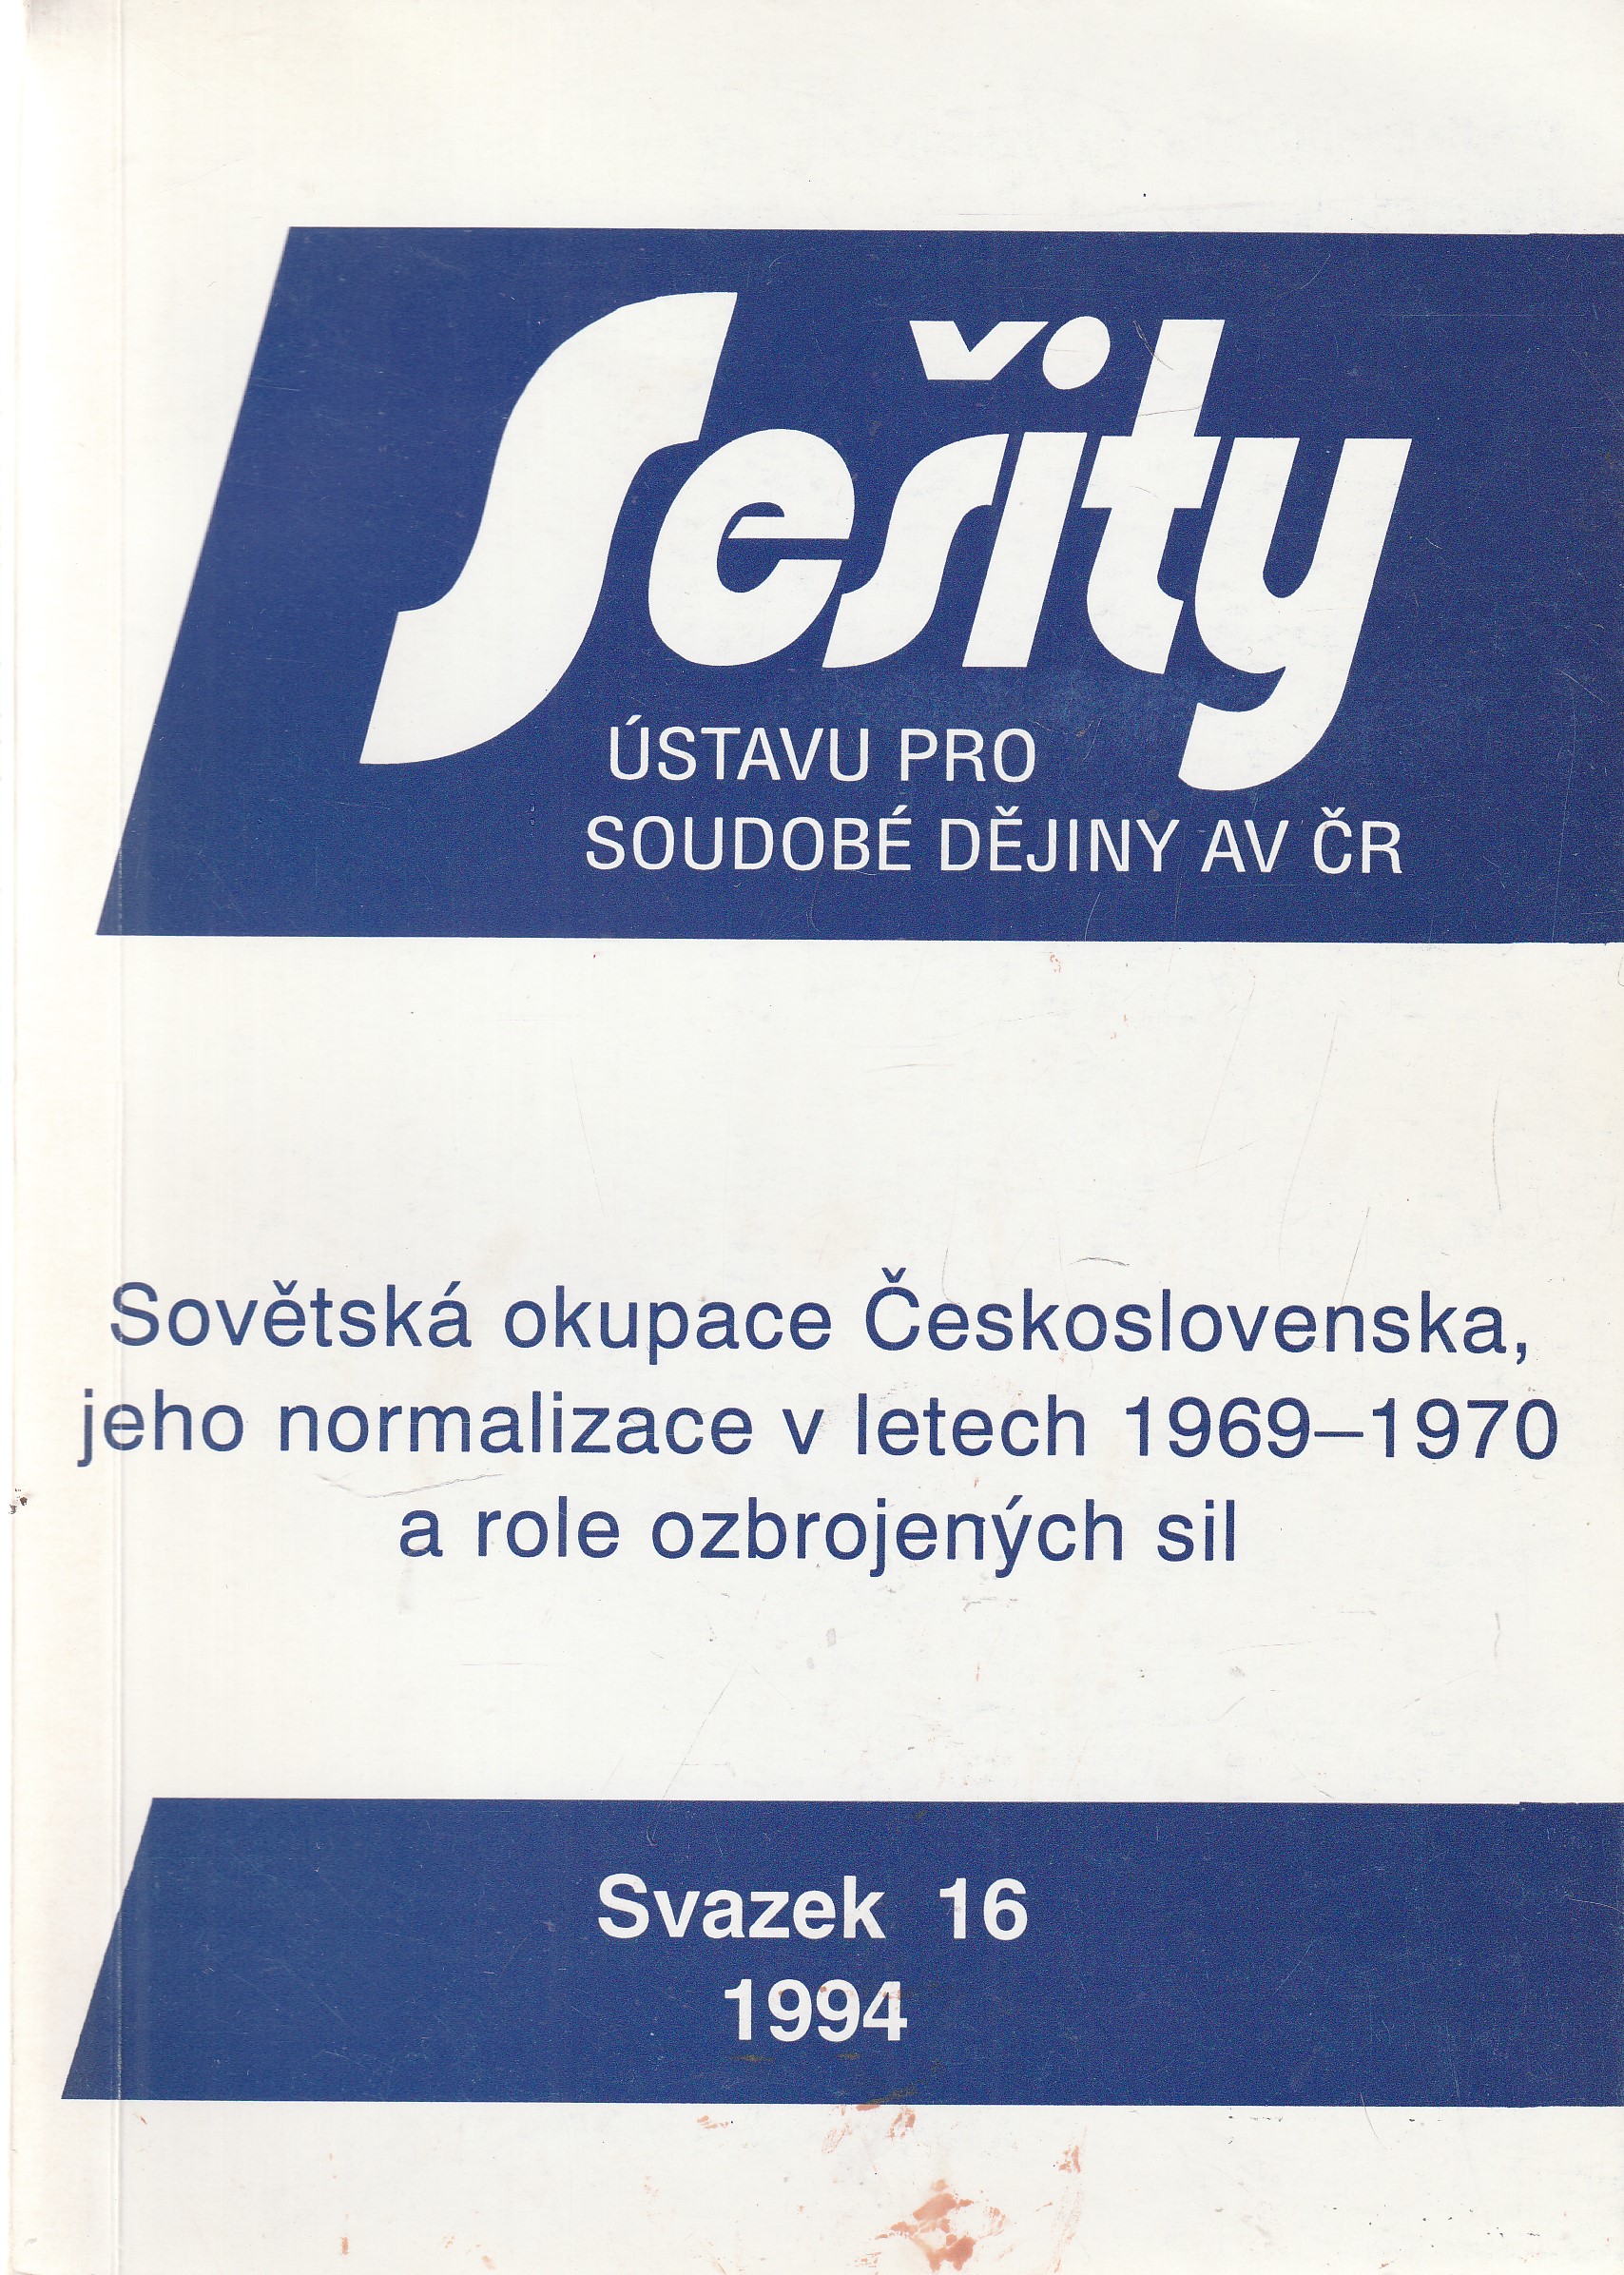 Sešity
ÚSTAVU PRO
SOUDOBÉ DĚJINY AV ČR
Sovětská okupace Československa,
jeho normalizace v letech 1969–1970
a role ozbrojených sil
Svazek 16
1994